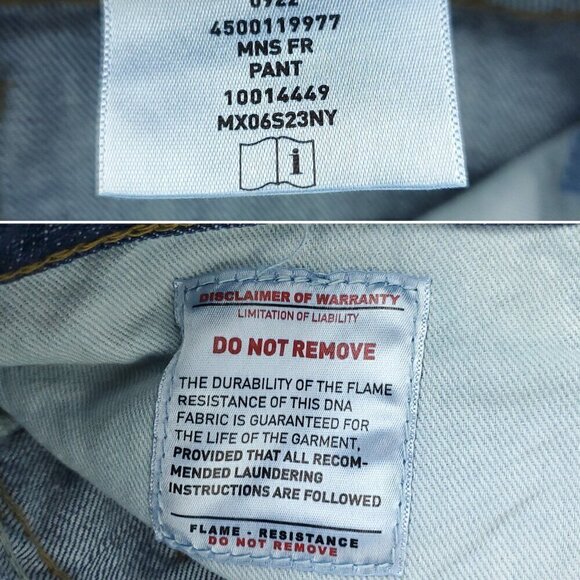 0922
4500119977
MNS FR
PANT
10014449
MX06S23NY
i
DISCLAIMER OF WARRANTY
LIMITATION OF LIABILITY
DO NOT REMOVE
THE DURABILITY OF THE FLAME
RESISTANCE OF THIS DNA
FABRIC IS GUARANTEED FOR
THE LIFE OF THE GARMENT,
PROVIDED THAT ALL RECOM-
MENDED LAUNDERING
INSTRUCTIONS ARE FOLLOWED
FLAME - RESISTANCE
DO NOT REMOVE